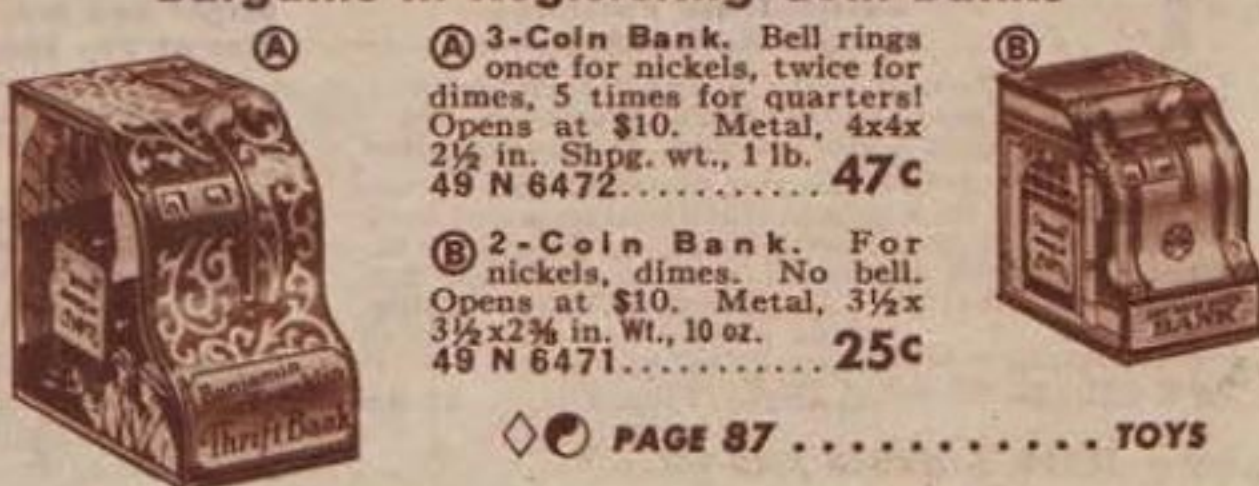 Ⓐ
Ⓐ 3-Coin Bank. Bell rings
once for nickels, twice for
dimes, 5 times for quarters!
Opens at $10. Metal, 4x4x
2½ in. Shpg. wt., 1 lb.
49 N 6472........... 47c
Ⓑ
Ⓑ 2-Coin Bank. For
nickels, dimes. No bell.
Opens at $10. Metal, 3½x
3½x2⅜ in. Wt., 10 oz.
49 N 6471........... 25c
Benjamin
Franklin
Thrift Bank
BANK
PAGE 87 ............ TOYS